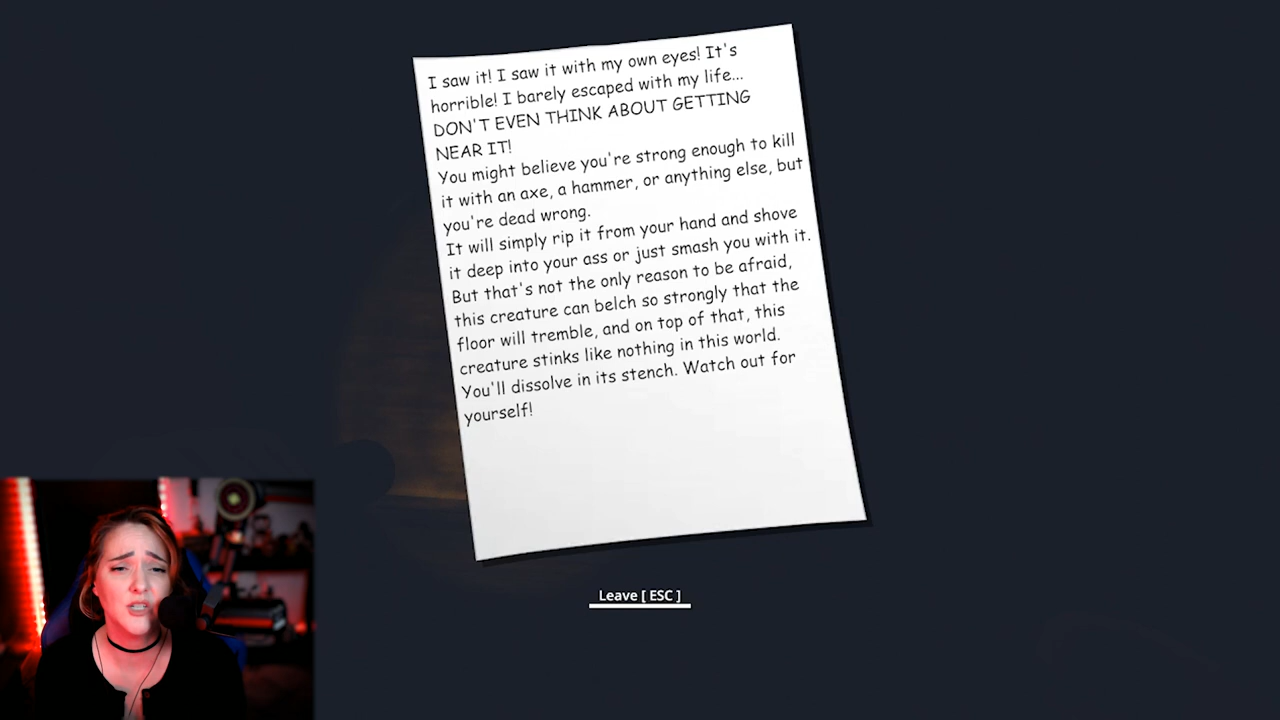 I saw it! I saw it with my own eyes! It's
horrible! I barely escaped with my life...
DON'T EVEN THINK ABOUT GETTING
NEAR IT!
You might believe you're strong enough to kill
it with an axe, a hammer, or anything else, but
you're dead wrong.
It will simply rip it from your hand and shove
it deep into your ass or just smash you with it.
But that's not the only reason to be afraid,
this creature can belch so strongly that the
floor will tremble, and on top of that, this
creature stinks like nothing in this world.
You'll dissolve in its stench. Watch out for
yourself!
Leave [ ESC ]